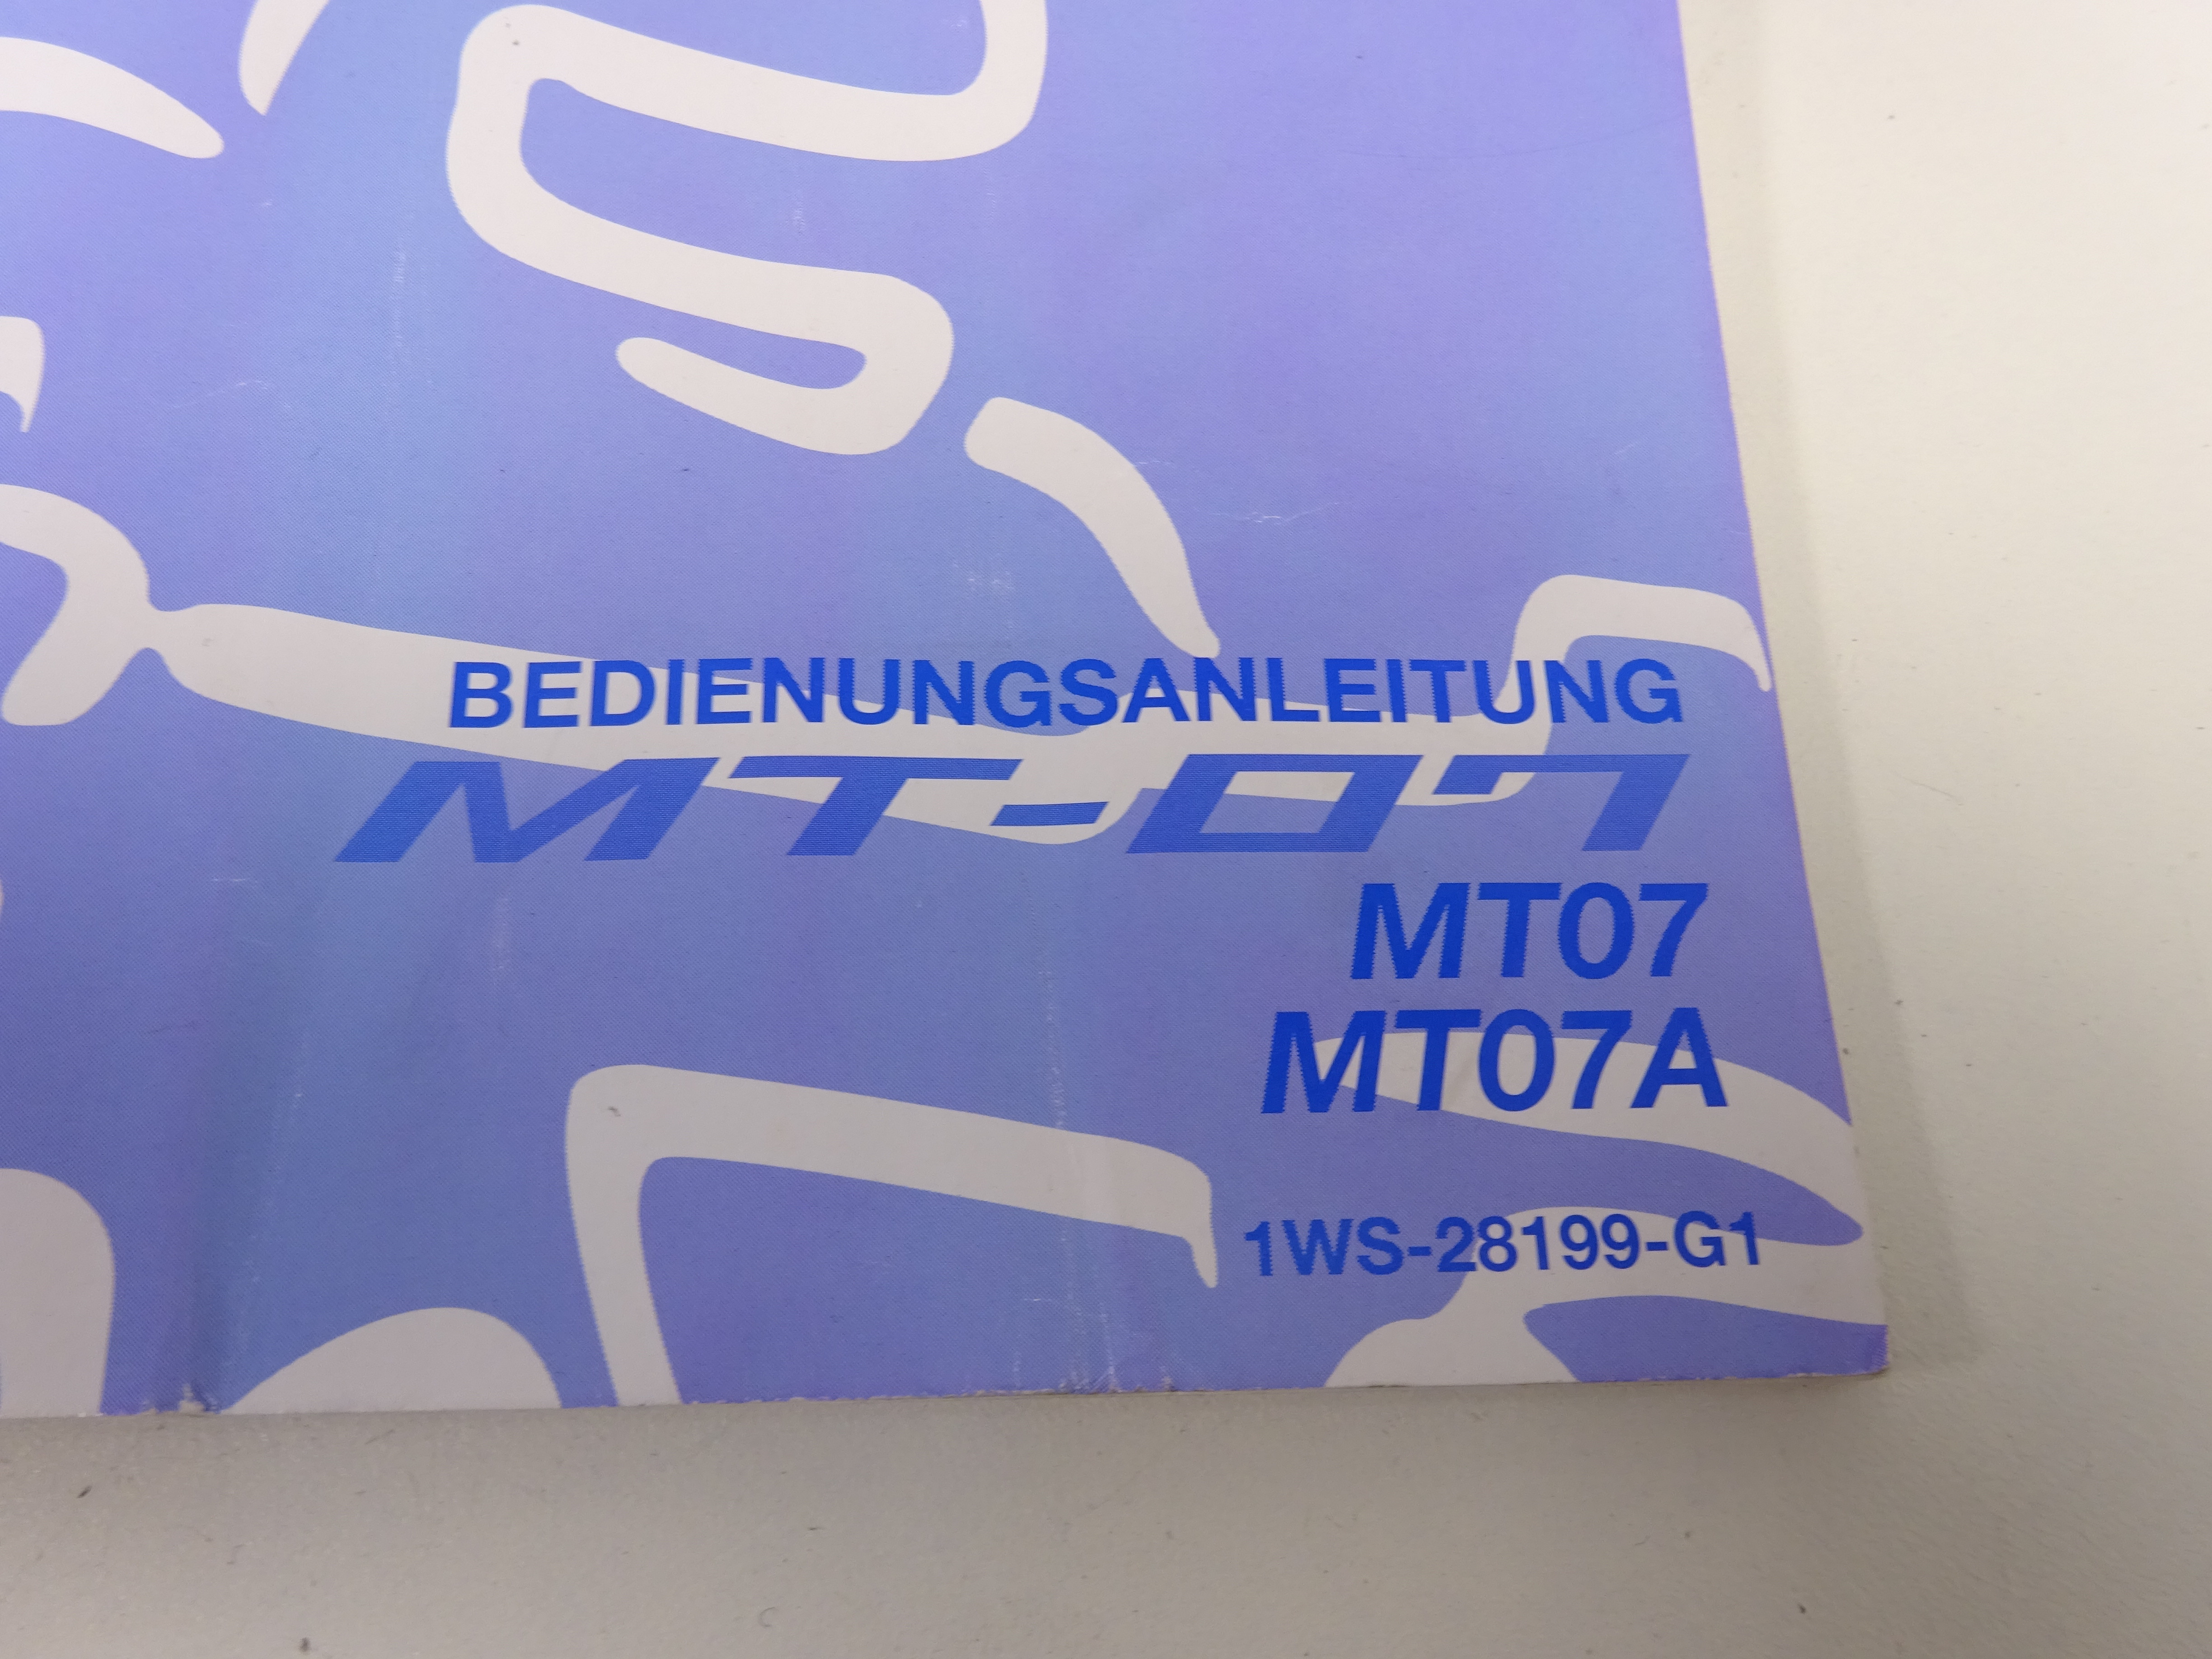 BEDIENUNGSANLEITUNG
MT-07
MT07
MT07A
1WS-28199-G1